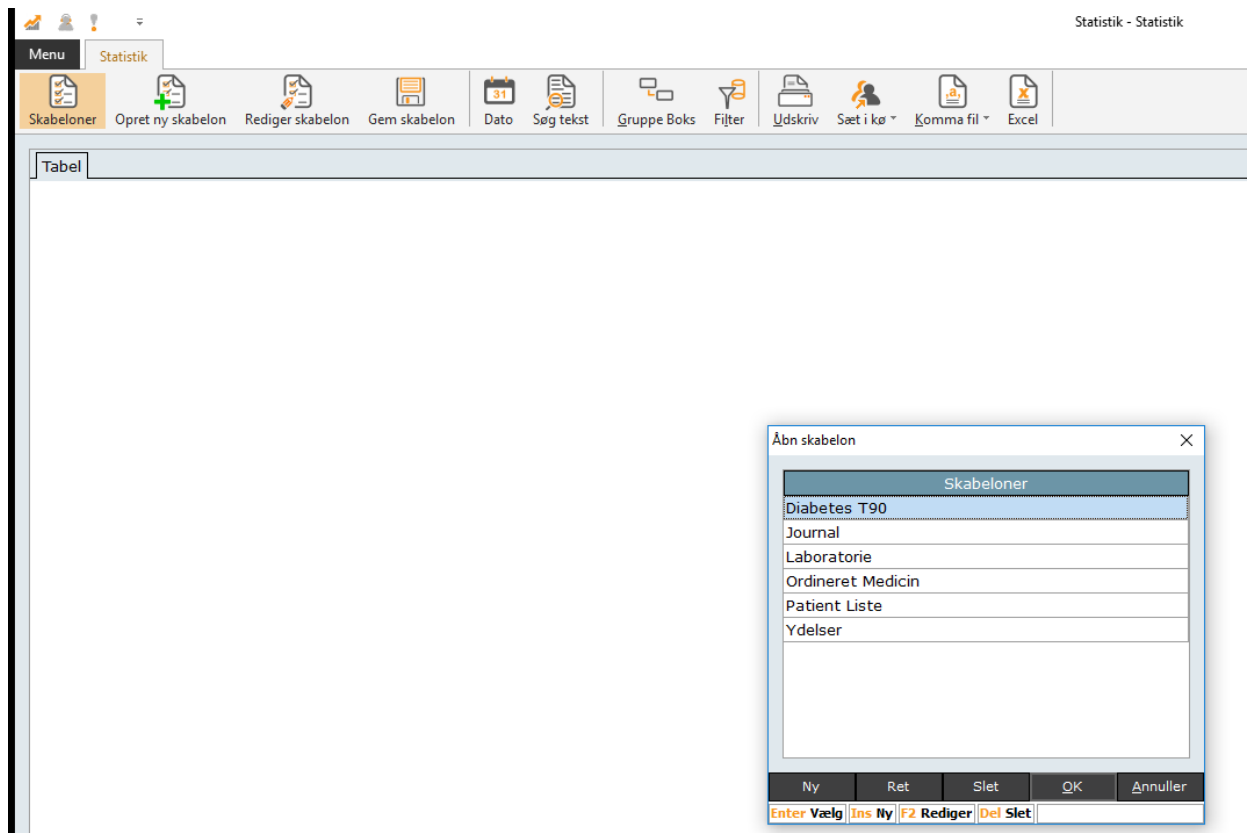 Statistik - Statistik
Menu Statistik
Skabeloner Opret ny skabelon Rediger skabelon Gem skabelon 31 Dato Søg tekst Gruppe Boks Filter Udskriv Sæt i kø a, Komma fil X Excel
Tabel
Åbn skabelon
Skabeloner
Diabetes T90
Journal
Laboratorie
Ordineret Medicin
Patient Liste
Ydelser
Ny Ret Slet OK Annuller
Enter Vælg Ins Ny F2 Rediger Del Slet